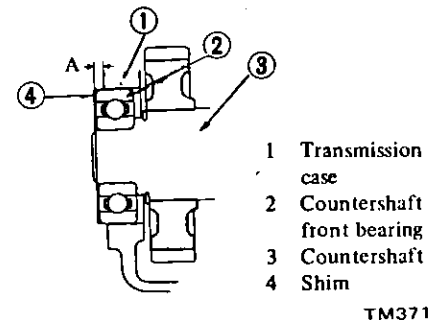 1
A
2
3
4
1 Transmission
case
2 Countershaft
front bearing
3 Countershaft
4 Shim
TM371